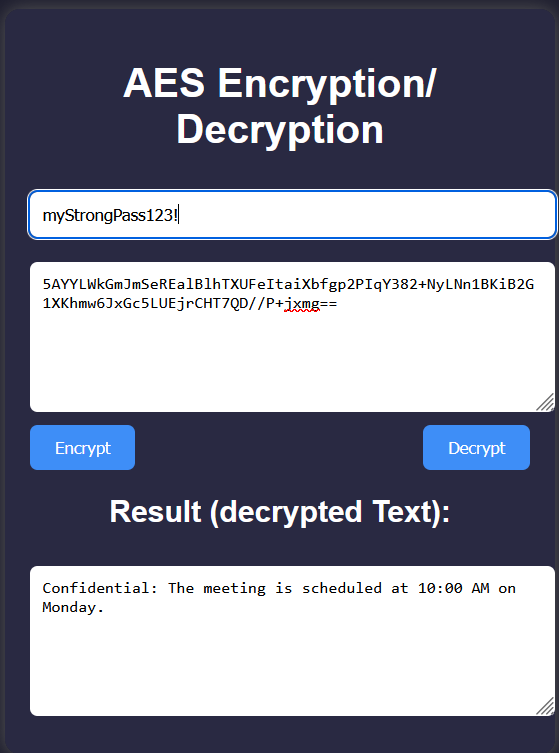 AES Encryption/
Decryption
myStrongPass123!
5AYYLWkGmJmSeREalBlhTXUFeItaiXbfgp2PIqY382+NyLNn1BKiB2G
1XKhmw6JxGc5LUEjrCHT7QD//P+jxmg==
Encrypt
Decrypt
Result (decrypted Text):
Confidential: The meeting is scheduled at 10:00 AM on
Monday.